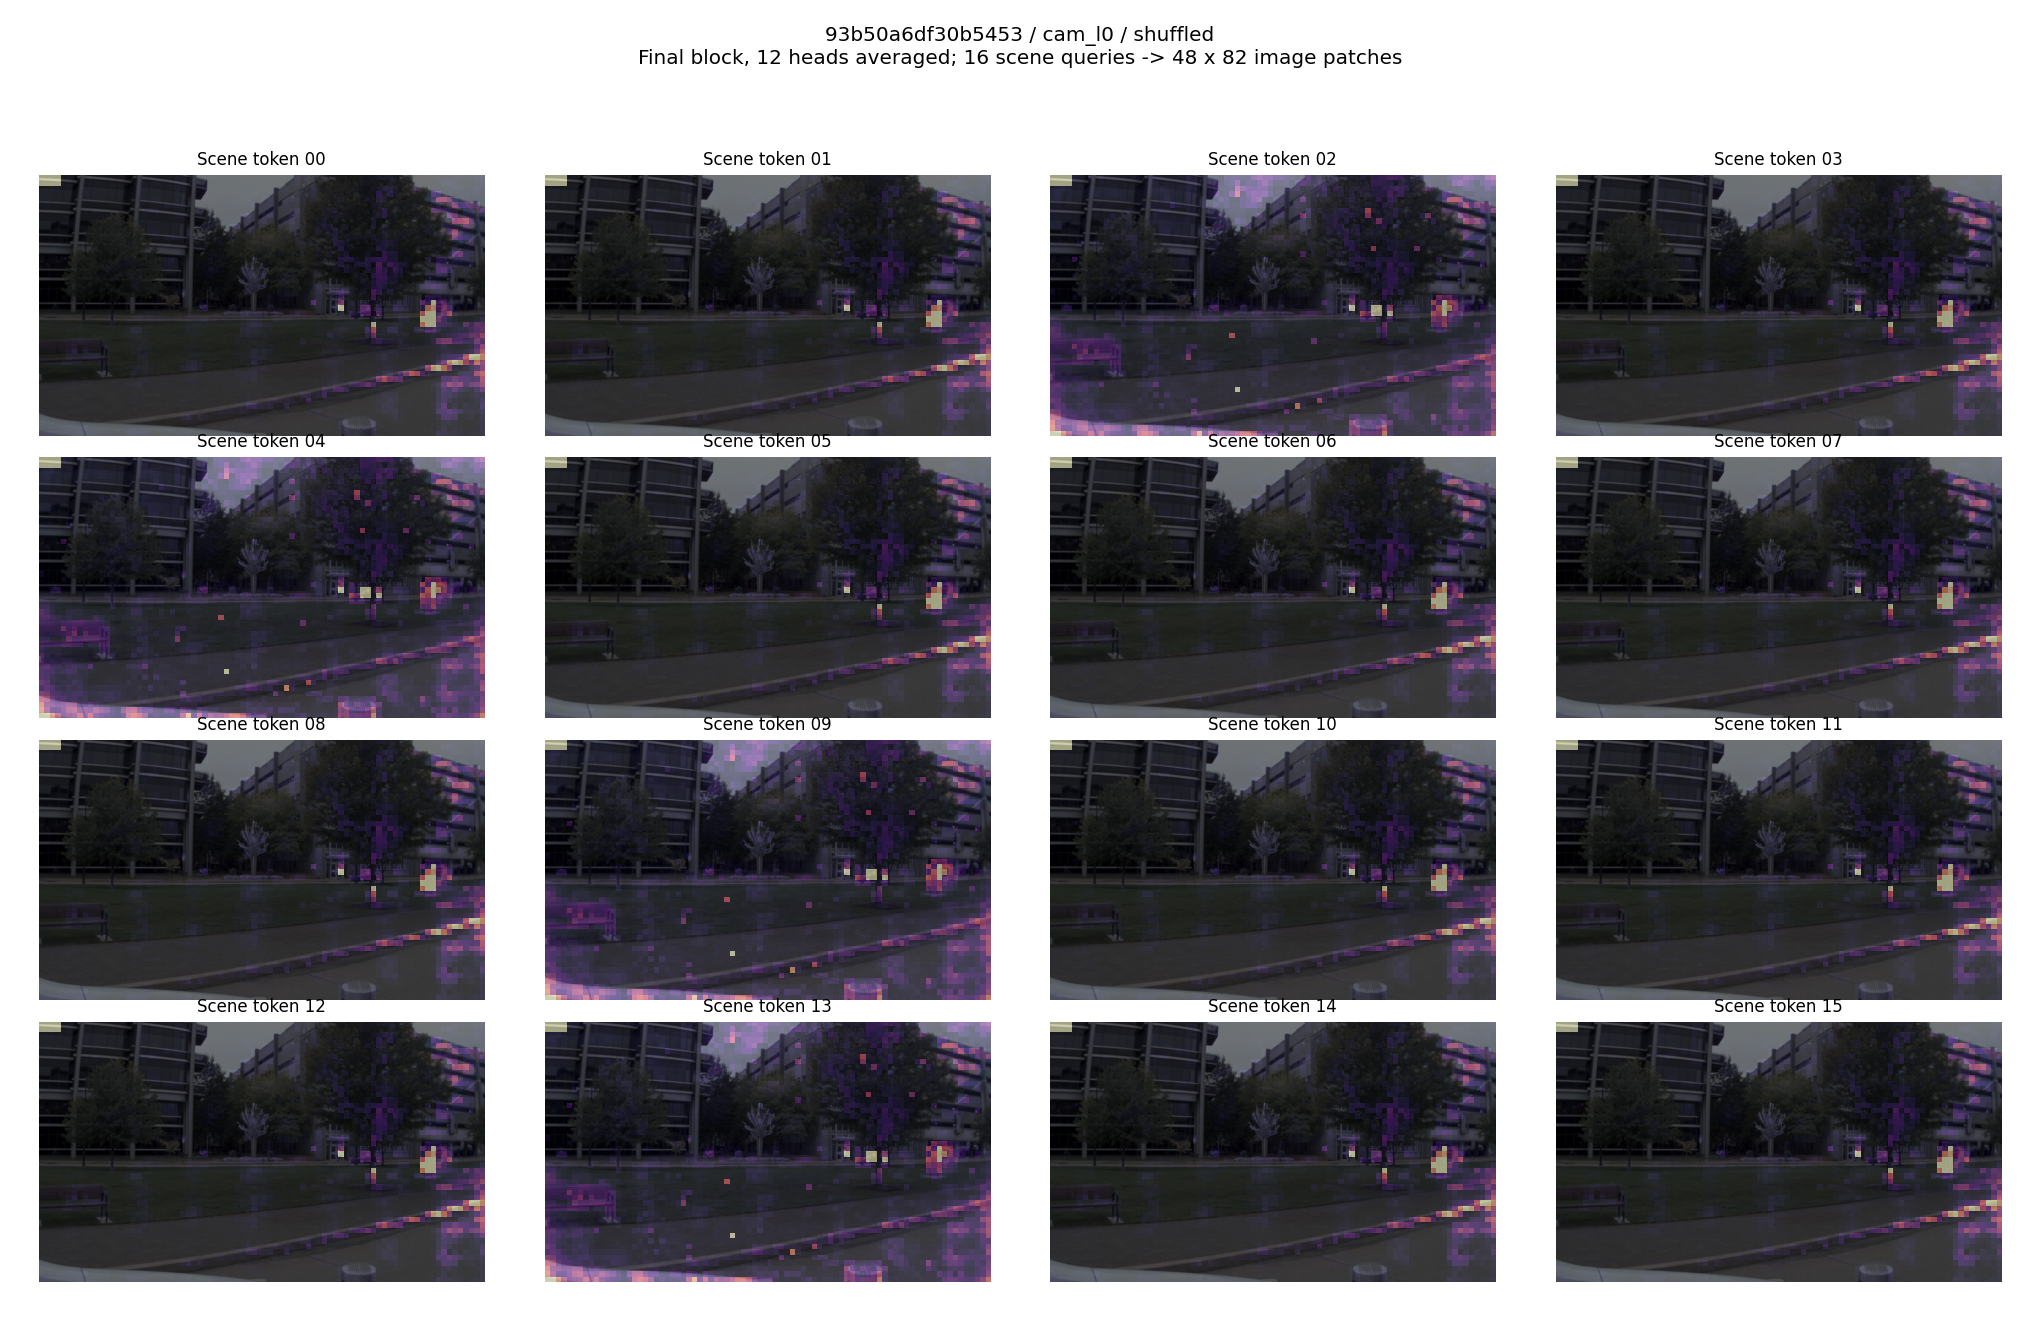 93b50a6df30b5453 / cam_l0 / shuffled
Final block, 12 heads averaged; 16 scene queries -> 48 x 82 image patches
Scene token 00
Scene token 01
Scene token 02
Scene token 03
Scene token 04
Scene token 05
Scene token 06
Scene token 07
Scene token 08
Scene token 09
Scene token 10
Scene token 11
Scene token 12
Scene token 13
Scene token 14
Scene token 15